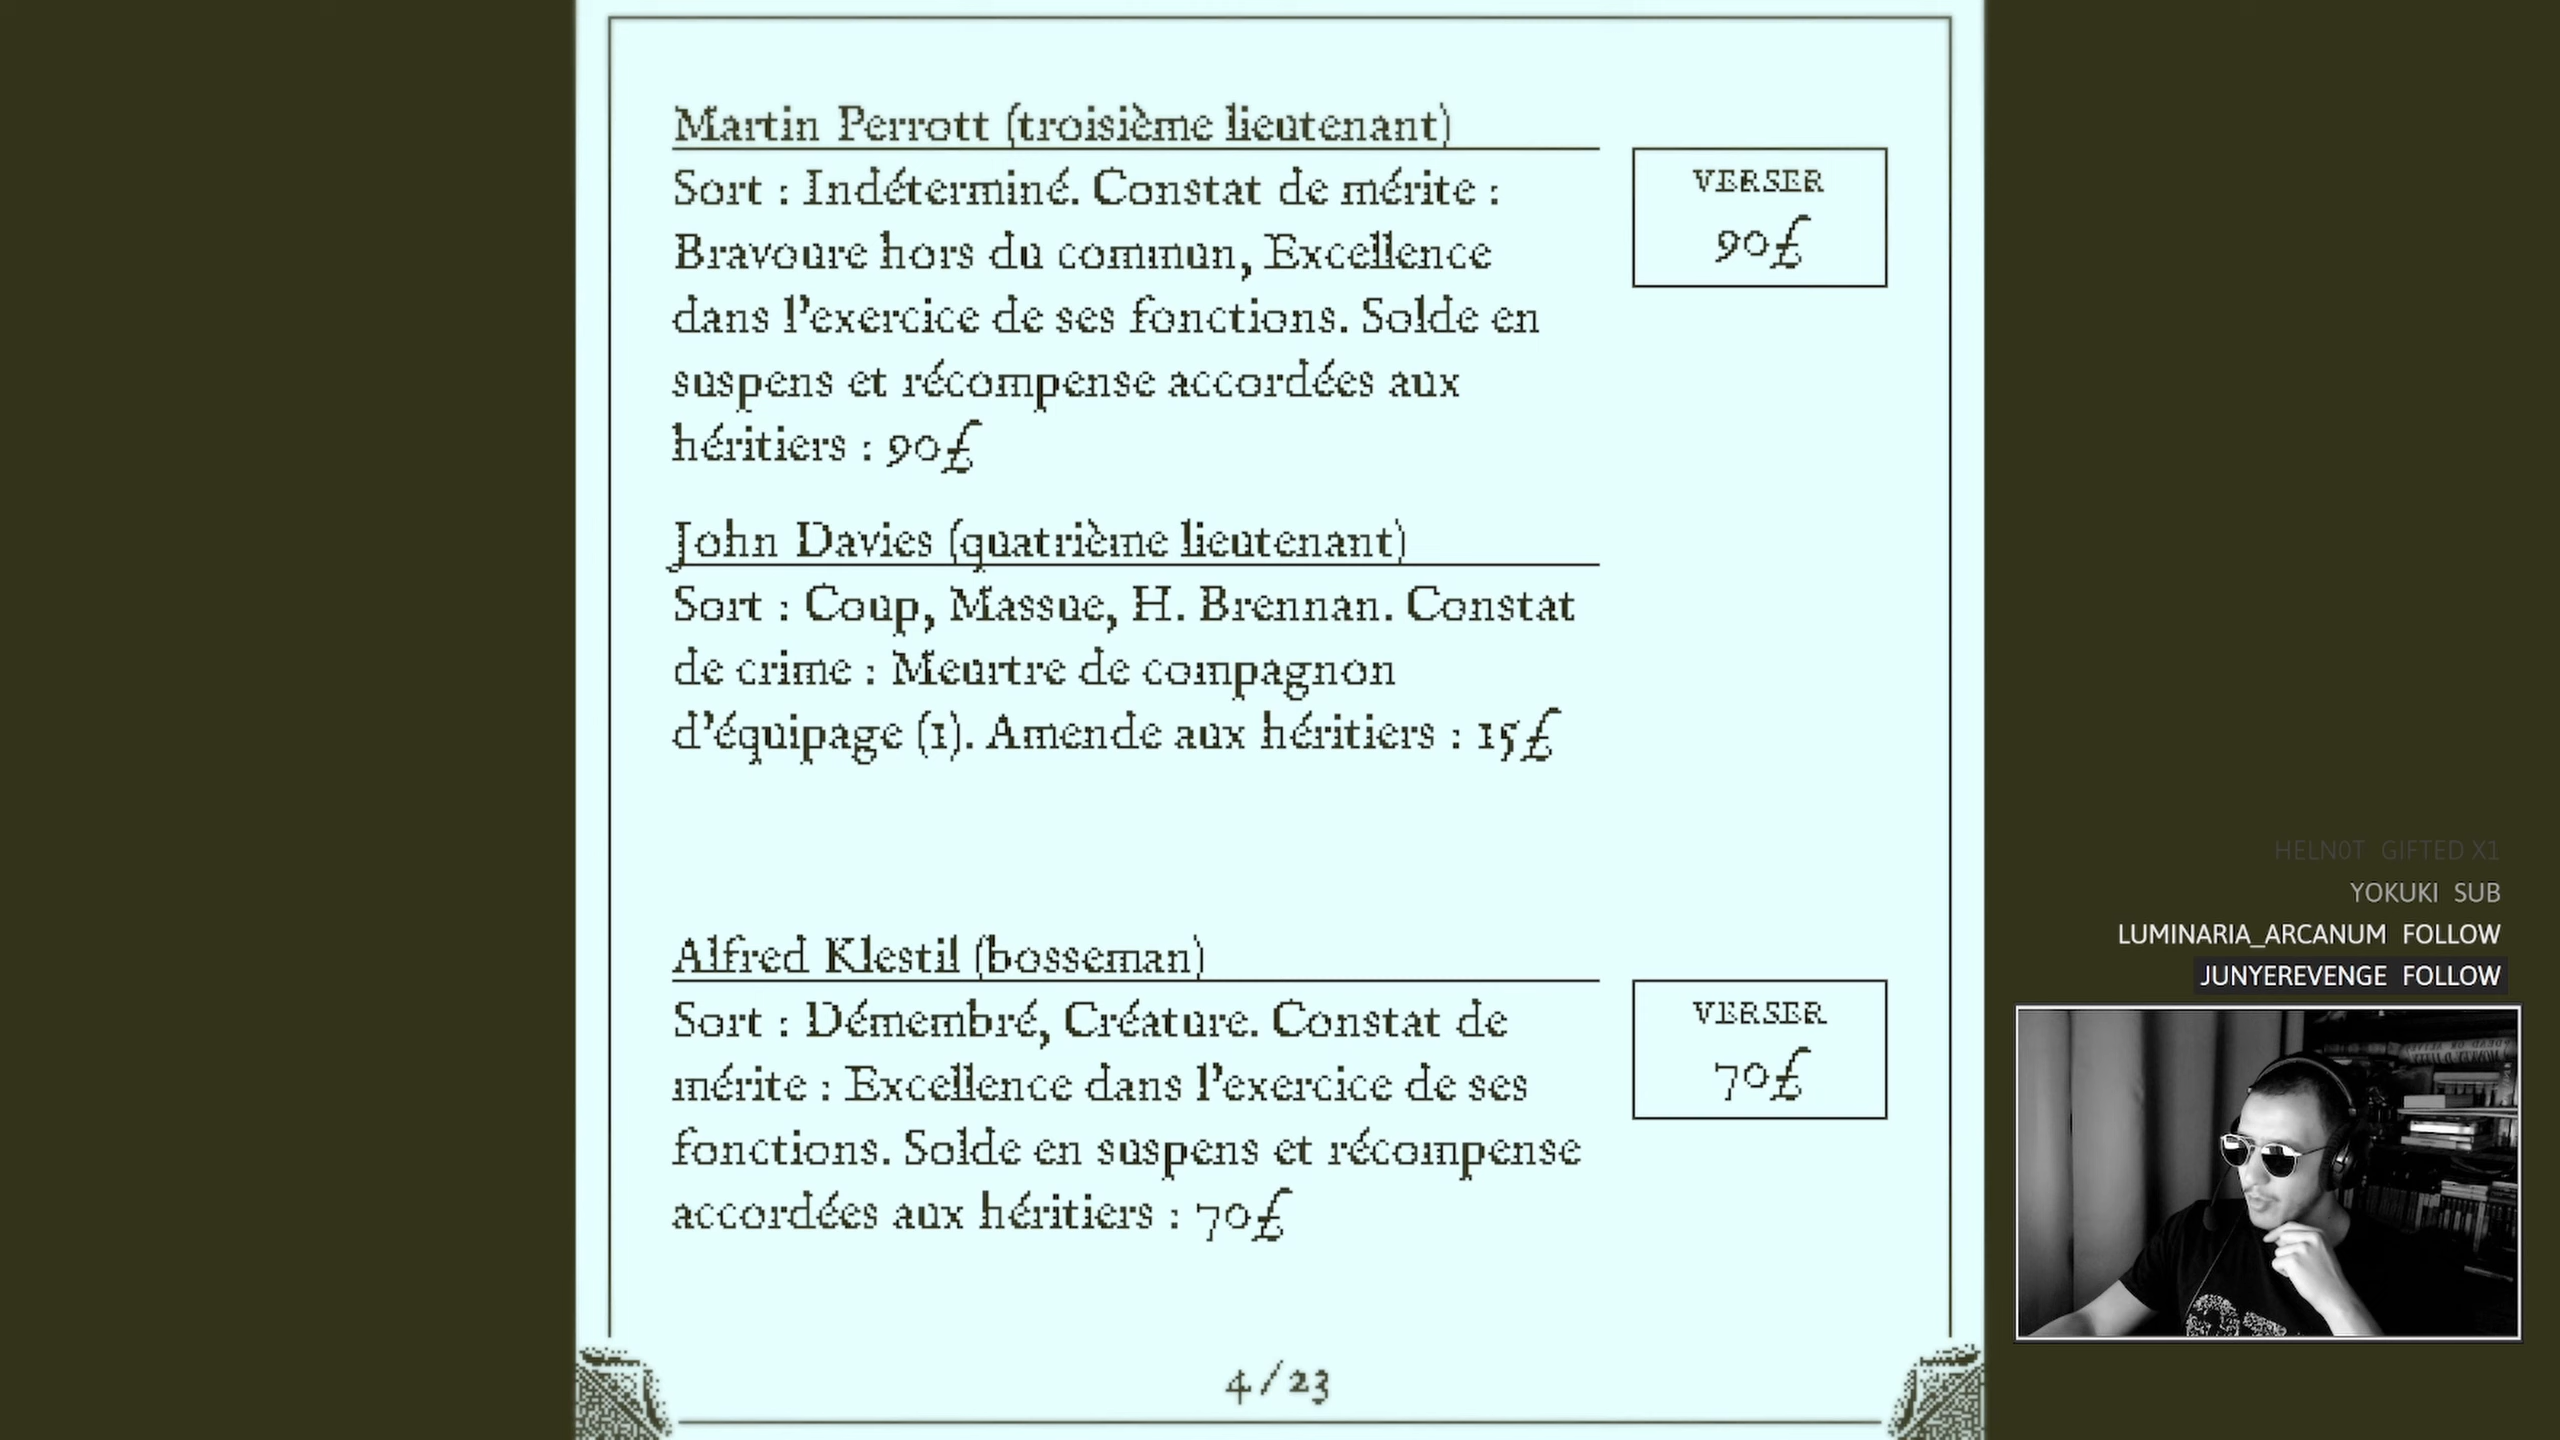 Martin Perrott (troisième lieutenant)
Sort : Indéterminé. Constat de mérite :
Bravoure hors du commun, Excellence
dans l'exercice de ses fonctions. Solde en
suspens et récompense accordées aux
héritiers : 90£
VERSER
90£
John Davies (quatrième lieutenant)
Sort : Coup, Massue, H. Brennan. Constat
de crime : Meurtre de compagnon
d'équipage (1). Amende aux héritiers : 15£
Alfred Klestil (bosseman)
Sort : Démembré, Créature. Constat de
mérite : Excellence dans l'exercice de ses
fonctions. Solde en suspens et récompense
accordées aux héritiers : 70£
VERSER
70£
4/23
HELN0T GIFTED X1
YOKUKI SUB
LUMINARIA_ARCANUM FOLLOW
JUNYEREVENGE FOLLOW